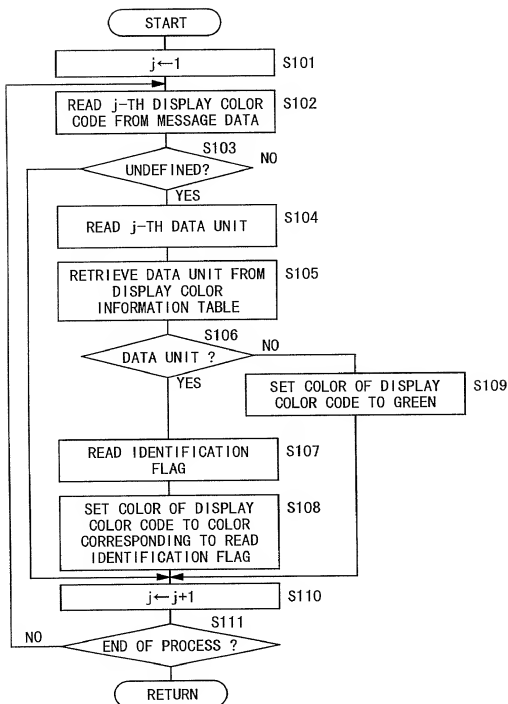 START
j←1 S101
READ j-TH DISPLAY COLOR
CODE FROM MESSAGE DATA
S102
S103
UNDEFINED?
NO
YES
READ j-TH DATA UNIT
S104
RETRIEVE DATA UNIT FROM
DISPLAY COLOR
INFORMATION TABLE
S105
S106
DATA UNIT ?
NO
YES
SET COLOR OF DISPLAY
COLOR CODE TO GREEN
S109
READ IDENTIFICATION
FLAG
S107
SET COLOR OF DISPLAY
COLOR CODE TO COLOR
CORRESPONDING TO READ
IDENTIFICATION FLAG
S108
j←j+1 S110
S111
NO
END OF PROCESS ?
RETURN